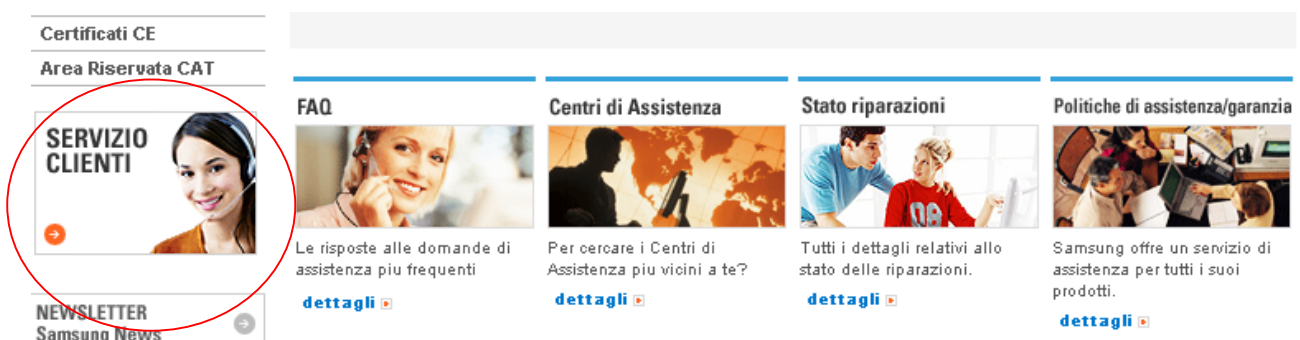 Certificati CE
Area Riservata CAT
SERVIZIO
CLIENTI
NEWSLETTER
Samsung News
FAQ
Le risposte alle domande di
assistenza piu frequenti
dettagli
Centri di Assistenza
Per cercare i Centri di
Assistenza piu vicini a te?
dettagli
Stato riparazioni
08
Tutti i dettagli relativi allo
stato delle riparazioni.
dettagli
Politiche di assistenza/garanzia
Samsung offre un servizio di
assistenza per tutti i suoi
prodotti.
dettagli